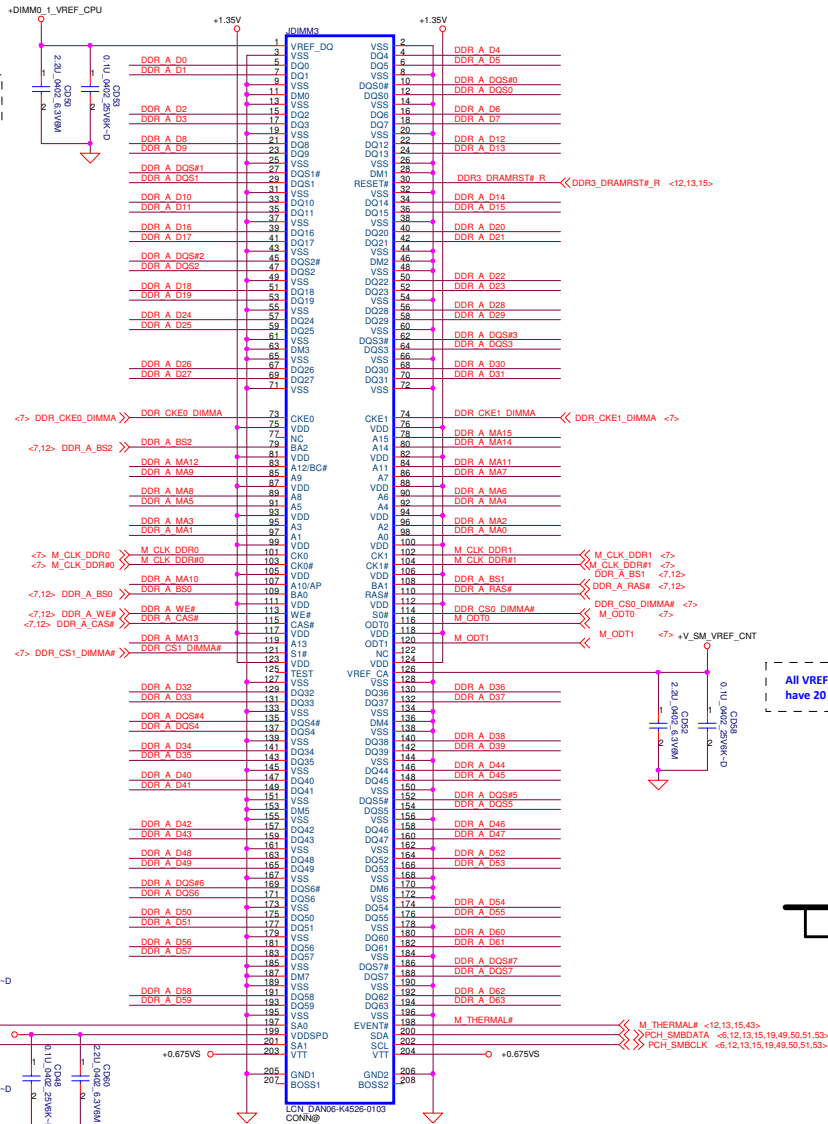 +DIMM0_1_VREF_CPU
+1.35V
+1.35V
JDIMM3
2.2U_0402_6.3V6M
CD50
0.1U_0402_25V6K~D
CD53
1 2
1 2
1 VREF_DQ VSS 2
3 VSS DQ4 4 DDR_A_D4
DDR_A_D0 5 DQ0 DQ5 6 DDR_A_D5
DDR_A_D1 7 DQ1 VSS 8
9 VSS DQS0# 10 DDR_A_DQS#0
11 DM0 DQS0 12 DDR_A_DQS0
13 VSS VSS 14
DDR_A_D2 15 DQ2 DQ6 16 DDR_A_D6
DDR_A_D3 17 DQ3 DQ7 18 DDR_A_D7
19 VSS VSS 20
DDR_A_D8 21 DQ8 DQ12 22 DDR_A_D12
DDR_A_D9 23 DQ9 DQ13 24 DDR_A_D13
25 VSS VSS 26
DDR_A_DQS#1 27 DQS1# DM1 28
DDR_A_DQS1 29 DQS1 RESET# 30 DDR3_DRAMRST#_R DDR3_DRAMRST#_R <12,13,15>
31 VSS VSS 32
DDR_A_D10 33 DQ10 DQ14 34 DDR_A_D14
DDR_A_D11 35 DQ11 DQ15 36 DDR_A_D15
37 VSS VSS 38
DDR_A_D16 39 DQ16 DQ20 40 DDR_A_D20
DDR_A_D17 41 DQ17 DQ21 42 DDR_A_D21
43 VSS VSS 44
DDR_A_DQS#2 45 DQS2# DM2 46
DDR_A_DQS2 47 DQS2 VSS 48
49 VSS DQ22 50 DDR_A_D22
DDR_A_D18 51 DQ18 DQ23 52 DDR_A_D23
DDR_A_D19 53 DQ19 VSS 54
55 VSS DQ28 56 DDR_A_D28
DDR_A_D24 57 DQ24 DQ29 58 DDR_A_D29
DDR_A_D25 59 DQ25 VSS 60
61 VSS DQS3# 62 DDR_A_DQS#3
63 DM3 DQS3 64 DDR_A_DQS3
65 VSS VSS 66
DDR_A_D26 67 DQ26 DQ30 68 DDR_A_D30
DDR_A_D27 69 DQ27 DQ31 70 DDR_A_D31
71 VSS VSS 72
<7> DDR_CKE0_DIMMA DDR_CKE0_DIMMA 73 CKE0 CKE1 74 DDR_CKE1_DIMMA DDR_CKE1_DIMMA <7>
75 VDD VDD 76
77 NC A15 78 DDR_A_MA15
<7,12> DDR_A_BS2 DDR_A_BS2 79 BA2 A14 80 DDR_A_MA14
81 VDD VDD 82
DDR_A_MA12 83 A12/BC# A11 84 DDR_A_MA11
DDR_A_MA9 85 A9 A7 86 DDR_A_MA7
87 VDD VDD 88
DDR_A_MA8 89 A8 A6 90 DDR_A_MA6
DDR_A_MA5 91 A5 A4 92 DDR_A_MA4
93 VDD VDD 94
DDR_A_MA3 95 A3 A2 96 DDR_A_MA2
DDR_A_MA1 97 A1 A0 98 DDR_A_MA0
99 VDD VDD 100
<7> M_CLK_DDR0 M_CLK_DDR0 101 CK0 CK1 102 M_CLK_DDR1 M_CLK_DDR1 <7>
<7> M_CLK_DDR#0 M_CLK_DDR#0 103 CK0# CK1# 104 M_CLK_DDR#1 M_CLK_DDR#1 <7>
105 VDD VDD 106 DDR_A_BS1 <7,12>
DDR_A_MA10 107 A10/AP BA1 108 DDR_A_BS1 DDR_A_RAS# <7,12>
<7,12> DDR_A_BS0 DDR_A_BS0 109 BA0 RAS# 110 DDR_A_RAS#
111 VDD VDD 112 DDR_CS0_DIMMA# <7>
<7,12> DDR_A_WE# DDR_A_WE# 113 WE# S0# 114 DDR_CS0_DIMMA# M_ODT0 <7>
<7,12> DDR_A_CAS# DDR_A_CAS# 115 CAS# ODT0 116 M_ODT0
117 VDD VDD 118 M_ODT1 <7>
DDR_A_MA13 119 A13 ODT1 120 M_ODT1
+V_SM_VREF_CNT
<7> DDR_CS1_DIMMA# DDR_CS1_DIMMA# 121 S1# NC 122
123 VDD VDD 124
125 TEST VREF_CA 126
127 VSS VSS 128
DDR_A_D32 129 DQ32 DQ36 130 DDR_A_D36
DDR_A_D33 131 DQ33 DQ37 132 DDR_A_D37
133 VSS VSS 134
DDR_A_DQS#4 135 DQS4# DM4 136
DDR_A_DQS4 137 DQS4 VSS 138
139 VSS DQ38 140 DDR_A_D38
DDR_A_D34 141 DQ34 DQ39 142 DDR_A_D39
DDR_A_D35 143 DQ35 VSS 144
145 VSS DQ44 146 DDR_A_D44
DDR_A_D40 147 DQ40 DQ45 148 DDR_A_D45
DDR_A_D41 149 DQ41 VSS 150
151 VSS DQS5# 152 DDR_A_DQS#5
153 DM5 DQS5 154 DDR_A_DQS5
155 VSS VSS 156
DDR_A_D42 157 DQ42 DQ46 158 DDR_A_D46
DDR_A_D43 159 DQ43 DQ47 160 DDR_A_D47
161 VSS VSS 162
DDR_A_D48 163 DQ48 DQ52 164 DDR_A_D52
DDR_A_D49 165 DQ49 DQ53 166 DDR_A_D53
167 VSS VSS 168
DDR_A_DQS#6 169 DQS6# DM6 170
DDR_A_DQS6 171 DQS6 VSS 172
173 VSS DQ54 174 DDR_A_D54
DDR_A_D50 175 DQ50 DQ55 176 DDR_A_D55
DDR_A_D51 177 DQ51 VSS 178
179 VSS DQ60 180 DDR_A_D60
DDR_A_D56 181 DQ56 DQ61 182 DDR_A_D61
DDR_A_D57 183 DQ57 VSS 184
185 VSS DQS7# 186 DDR_A_DQS#7
187 DM7 DQS7 188 DDR_A_DQS7
189 VSS VSS 190
DDR_A_D58 191 DQ58 DQ62 192 DDR_A_D62
DDR_A_D59 193 DQ59 DQ63 194 DDR_A_D63
195 VSS VSS 196
197 SA0 EVENT# 198 M_THERMAL# M_THERMAL# <12,13,15,43>
199 VDDSPD SDA 200 PCH_SMBDATA <6,12,13,15,19,49,50,51,53>
201 SA1 SCL 202 PCH_SMBCLK <6,12,13,15,19,49,50,51,53>
+0.675VS 203 VTT VTT 204 +0.675VS
205 GND1 GND2 206
207 BOSS1 BOSS2 208
LCN_DAN06-K4526-0103
CONN@
2.2U_0402_6.3V6M
CD52
0.1U_0402_25V6K~D
CD58
1 2
1 2
All VREF
have 20
~D
~D
0.1U_0402_25V6K~
CD48
2.2U_0402_6.3V6M
CD60
1 2
1 2